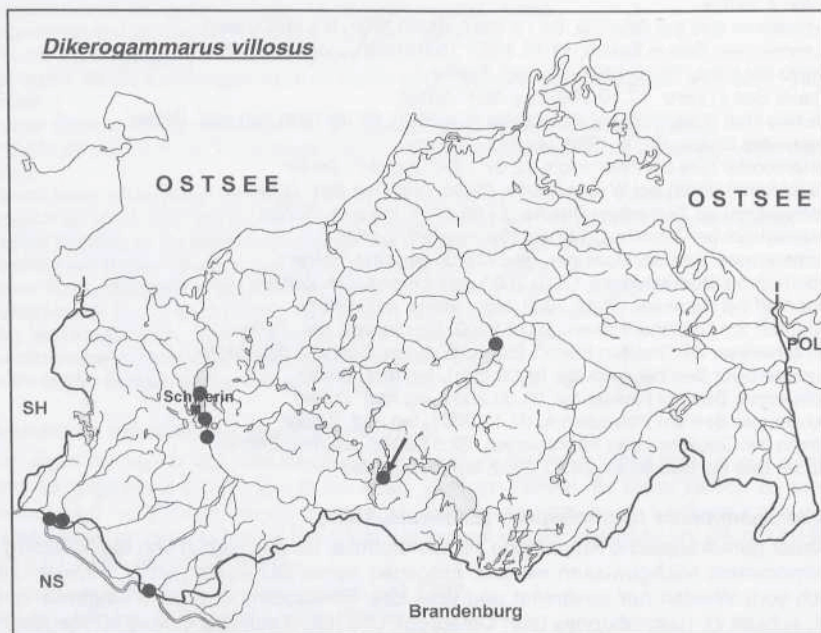 Dikerogammarus villosus
OSTSEE
OSTSEE
POL
Schwerin
SH
NS
Brandenburg